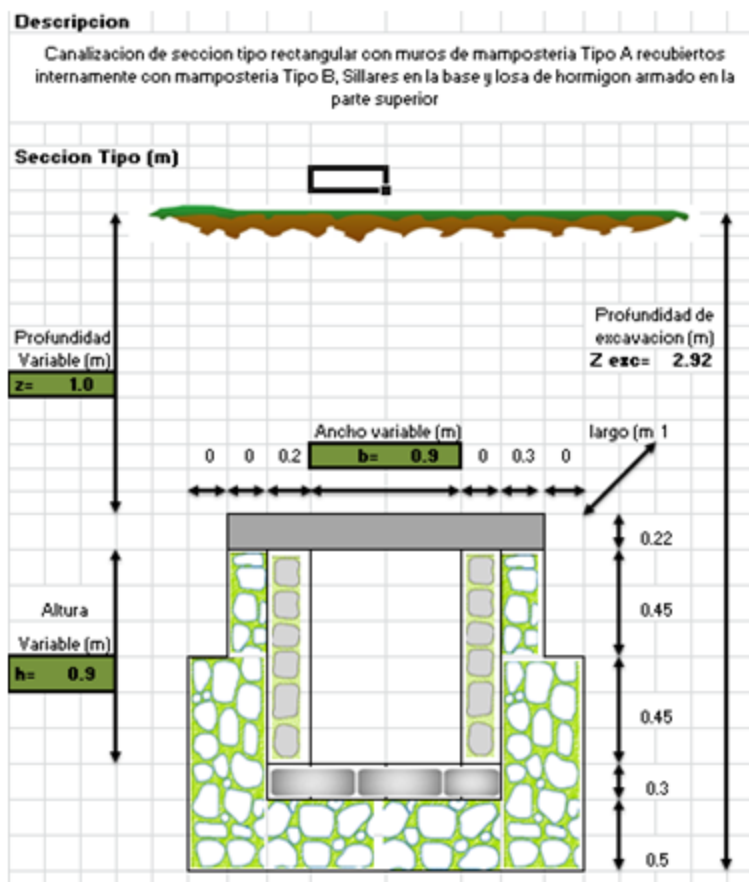 Descripcion
Canalizacion de seccion tipo rectangular con muros de mamposteria Tipo A recubiertos
internamente con mamposteria Tipo B, Sillares en la base y losa de hormigon armado en la
parte superior
Seccion Tipo (m)
Profundidad
Variable (m)
z= 1.0
Profundidad de
excavacion (m)
Z exc= 2.92
Ancho variable (m)
largo (m 1
0 0 0.2 b= 0.9 0 0.3 0
0.22
0.45
Altura
Variable (m)
h= 0.9
0.45
0.3
0.5